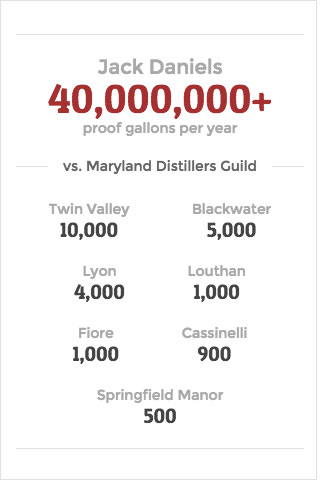 Jack Daniels
40,000,000+
proof gallons per year
vs. Maryland Distillers Guild
Twin Valley Blackwater
10,000 5,000
Lyon Louthan
4,000 1,000
Fiore Cassinelli
1,000 900
Springfield Manor
500